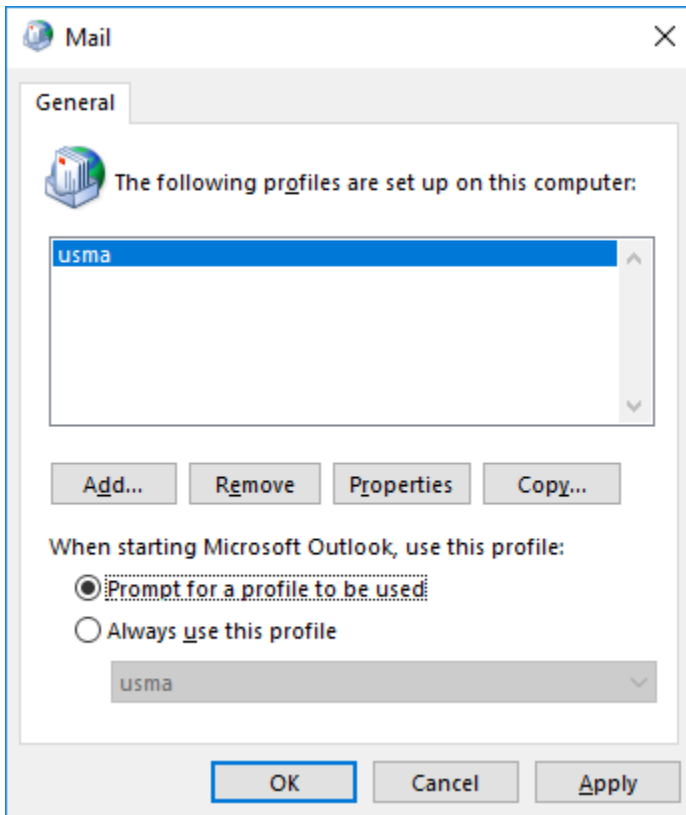 Mail
General
The following profiles are set up on this computer:
usma
Add...
Remove
Properties
Copy...
When starting Microsoft Outlook, use this profile:
Prompt for a profile to be used
Always use this profile
usma
OK
Cancel
Apply